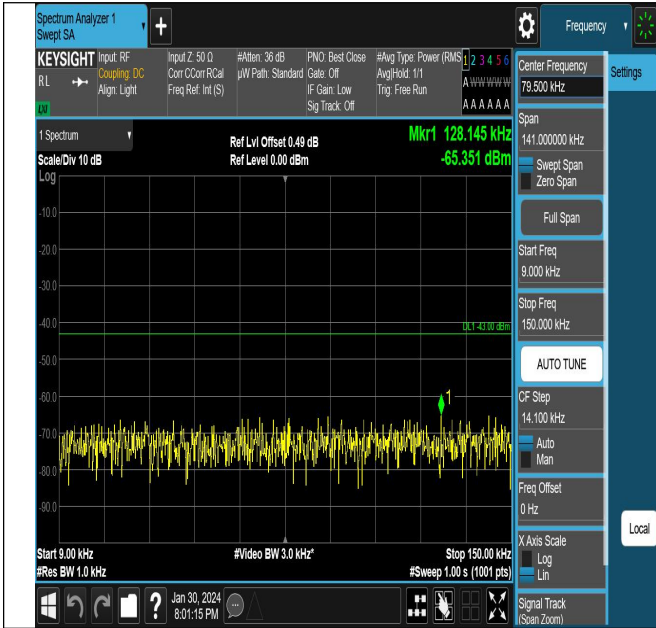 Spectrum Analyzer 1
Swept SA
+
Frequency
KEYSIGHT
RL
LXI
Input: RF
Coupling: DC
Align: Light
Input Z: 50 Ω
Corr CCorr RCal
Freq Ref: Int (S)
#Atten: 36 dB
µW Path: Standard
PNO: Best Close
Gate: Off
IF Gain: Low
Sig Track: Off
#Avg Type: Power (RMS
Avg|Hold: 1/1
Trig: Free Run
1 2 3 4 5 6
A W W W W W
A A A A A A
1 Spectrum
Scale/Div 10 dB
Ref Lvl Offset 0.49 dB
Ref Level 0.00 dBm
Mkr1 128.145 kHz
-65.351 dBm
Log
-10.0
-20.0
-30.0
-40.0
-50.0
-60.0
-70.0
-80.0
-90.0
DL1 -43.00 dBm
1
Start 9.00 kHz
#Res BW 1.0 kHz
#Video BW 3.0 kHz*
Stop 150.00 kHz
#Sweep 1.00 s (1001 pts)
?
Jan 30, 2024
8:01:15 PM
Center Frequency
79.500 kHz
Span
141.000000 kHz
Swept Span
Zero Span
Full Span
Start Freq
9.000 kHz
Stop Freq
150.000 kHz
AUTO TUNE
CF Step
14.100 kHz
Auto
Man
Freq Offset
0 Hz
X Axis Scale
Log
Lin
Signal Track
(Span Zoom)
Settings
Local